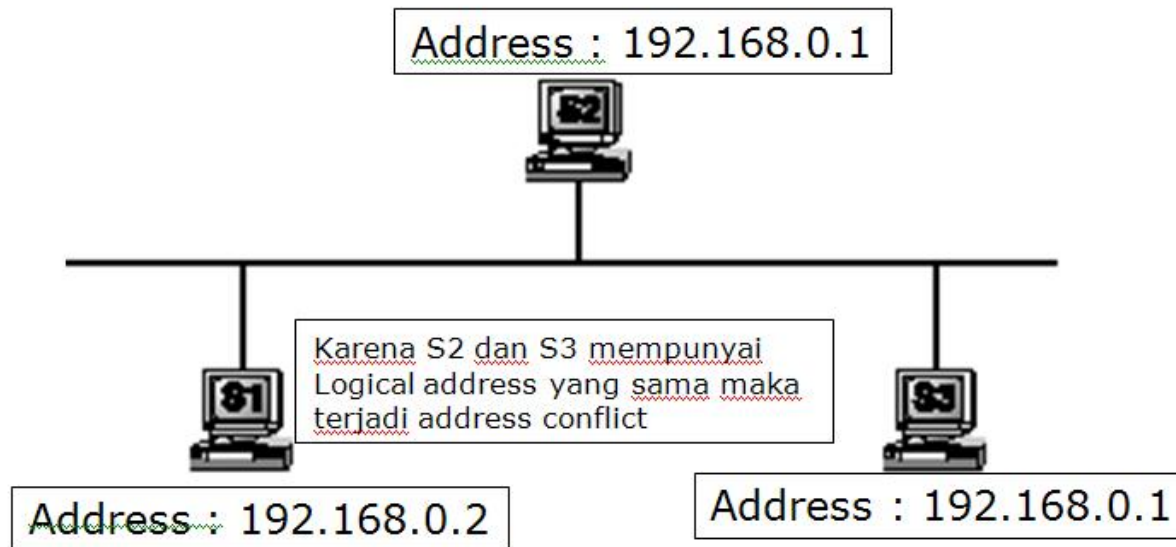 Address : 192.168.0.1
S2
Karena S2 dan S3 mempunyai
Logical address yang sama maka
terjadi address conflict
S1
S3
Address : 192.168.0.2
Address : 192.168.0.1